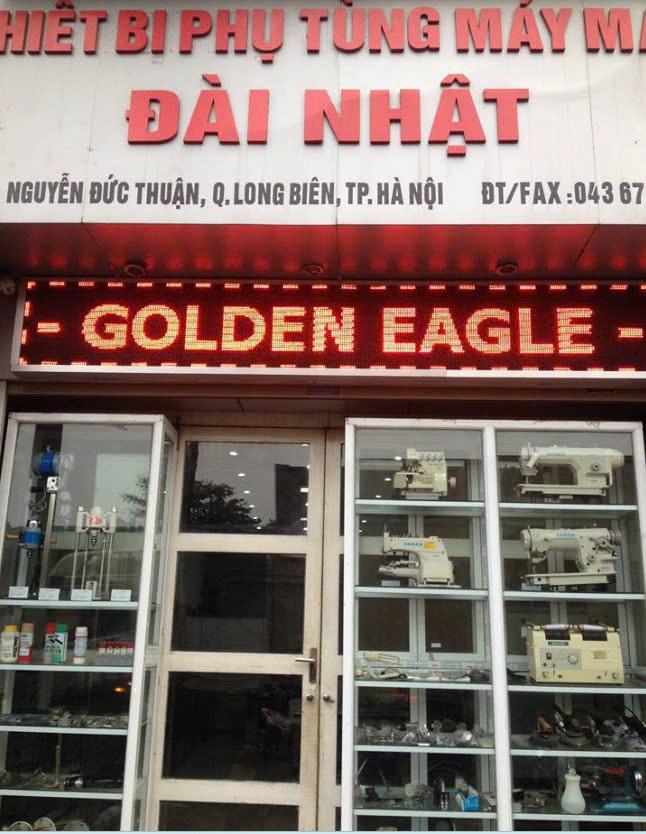 THIẾT BỊ PHỤ TÙNG MÁY MA
ĐÀI NHẬT
NGUYỄN ĐỨC THUẬN, Q. LONG BIÊN, TP. HÀ NỘI ĐT/FAX :043 67
- GOLDEN EAGLE -